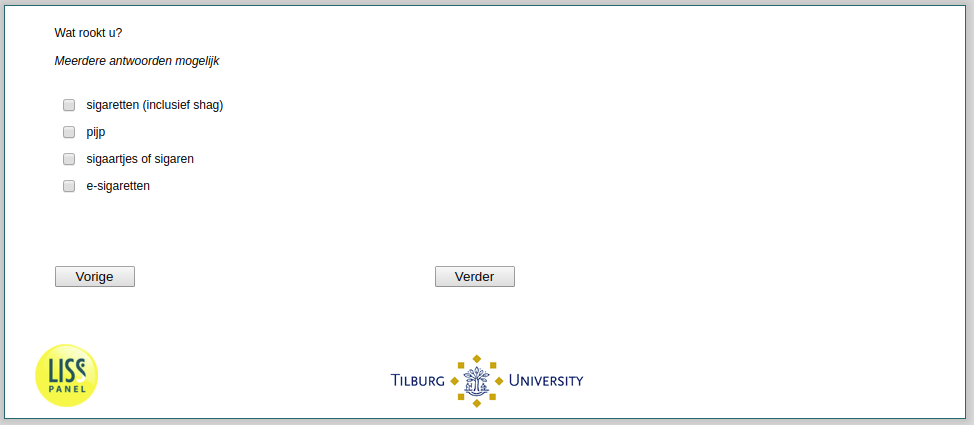 Wat rookt u?
Meerdere antwoorden mogelijk
sigaretten (inclusief shag)
pijp
sigaartjes of sigaren
e-sigaretten
Vorige
Verder
LISS
PANEL
TILBURG UNIVERSITY